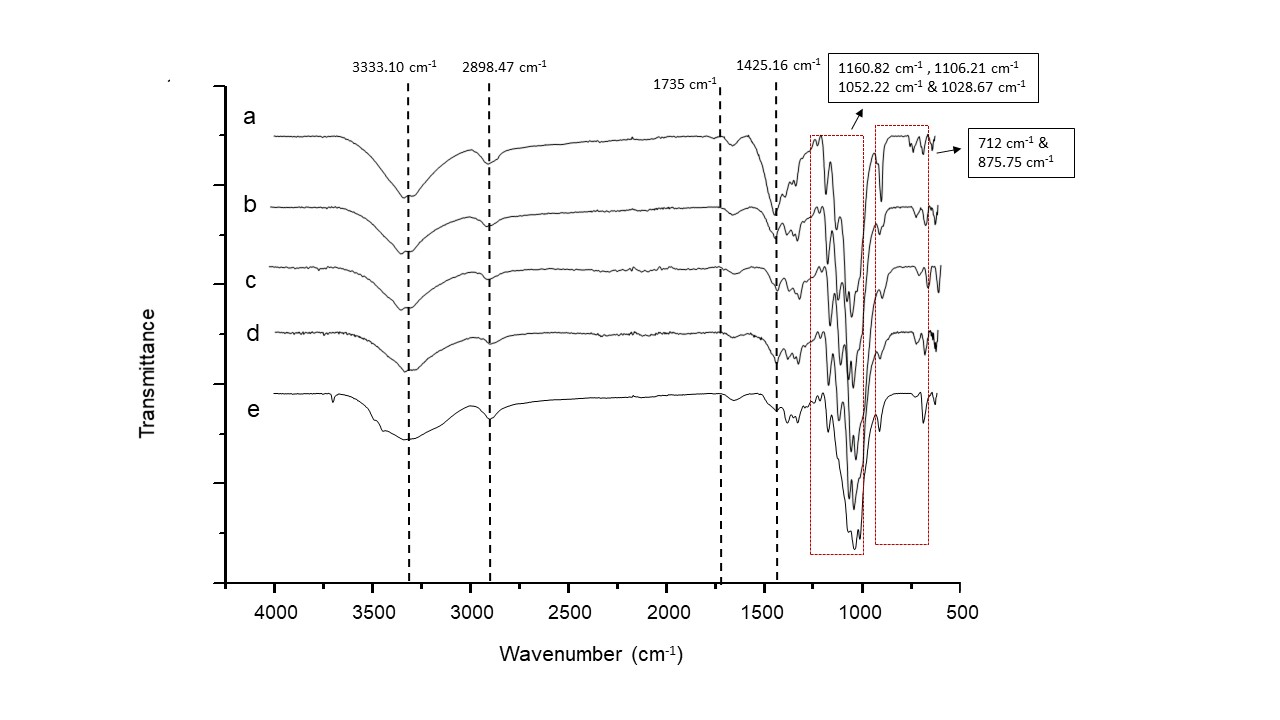 3333.10 cm⁻¹
2898.47 cm⁻¹
1735 cm⁻¹
1425.16 cm⁻¹
1160.82 cm⁻¹ , 1106.21 cm⁻¹
1052.22 cm⁻¹ & 1028.67 cm⁻¹
712 cm⁻¹ &
875.75 cm⁻¹
a
b
c
d
e
Transmittance
4000 3500 3000 2500 2000 1500 1000 500
Wavenumber (cm⁻¹)